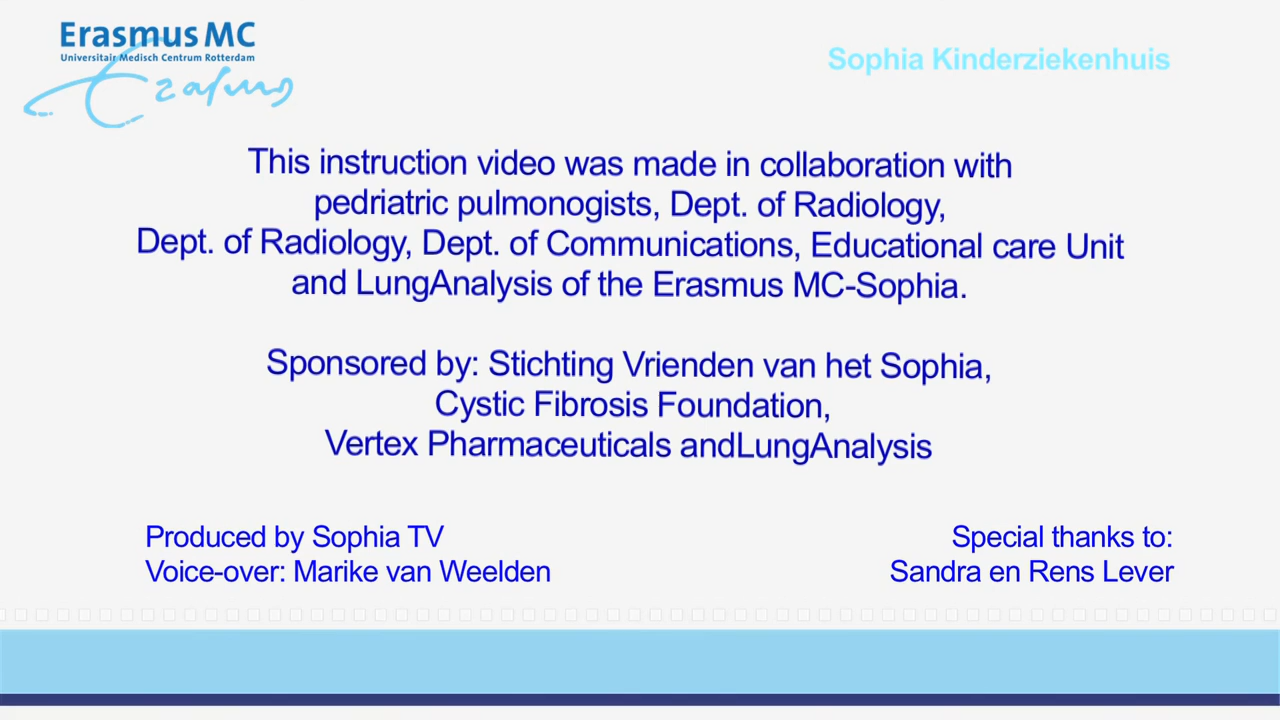 Erasmus MC
Universitair Medisch Centrum Rotterdam
Erasmus
Sophia Kinderziekenhuis
This instruction video was made in collaboration with
pedriatric pulmonogists, Dept. of Radiology,
Dept. of Radiology, Dept. of Communications, Educational care Unit
and LungAnalysis of the Erasmus MC-Sophia.
Sponsored by: Stichting Vrienden van het Sophia,
Cystic Fibrosis Foundation,
Vertex Pharmaceuticals andLungAnalysis
Produced by Sophia TV
Voice-over: Marike van Weelden
Special thanks to:
Sandra en Rens Lever